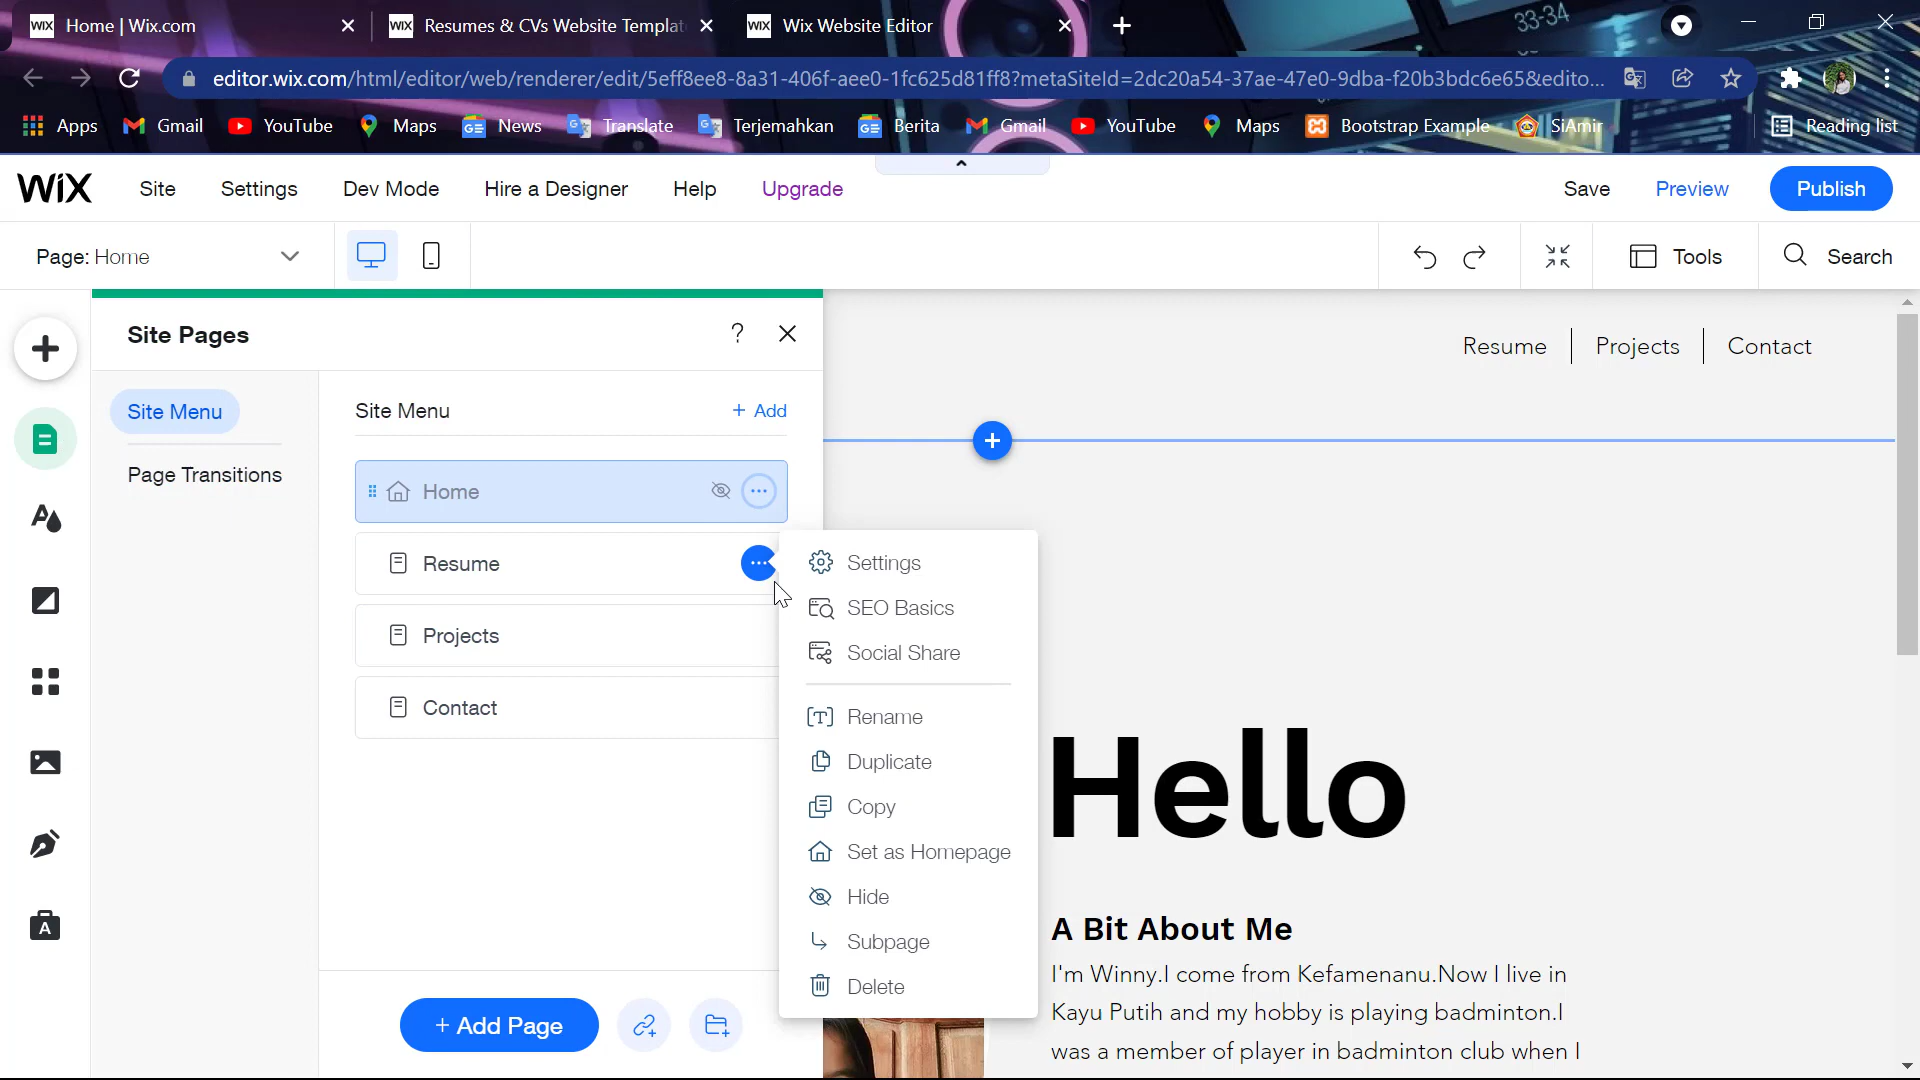 WIX Home | Wix.com
WIX Resumes & CVs Website Templat
WIX Wix Website Editor
33-34
editor.wix.com/html/editor/web/renderer/edit/5eff8ee8-8a31-406f-aee0-1fc625d81ff8?metaSiteId=2dc20a54-37ae-47e0-9dba-f20b3bdc6e65&edito...
Apps Gmail YouTube Maps News Translate Terjemahkan Berita Gmail YouTube Maps Bootstrap Example SiAmir Reading list
WIX Site Settings Dev Mode Hire a Designer Help Upgrade Save Preview Publish
Page: Home Tools Search
Site Pages ?
Site Menu
Page Transitions
Site Menu + Add
Home
Resume
Projects
Contact
+ Add Page
Settings
SEO Basics
Social Share
Rename
Duplicate
Copy
Set as Homepage
Hide
Subpage
Delete
Resume Projects Contact
Hello
A Bit About Me
I'm Winny.I come from Kefamenanu.Now I live in
Kayu Putih and my hobby is playing badminton.I
was a member of player in badminton club when I